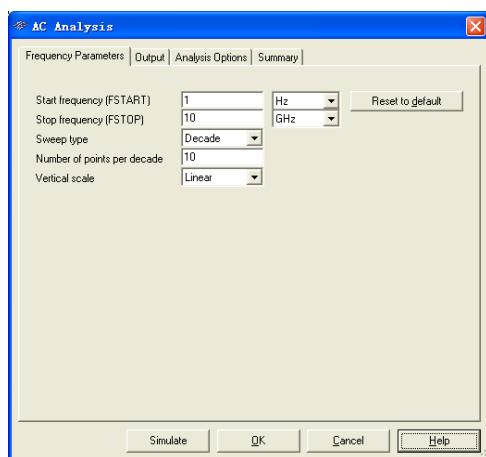 AC Analysis
Frequency Parameters Output Analysis Options Summary
Start frequency (FSTART) 1 Hz Reset to default
Stop frequency (FSTOP) 10 GHz
Sweep type Decade
Number of points per decade 10
Vertical scale Linear
Simulate OK Cancel Help